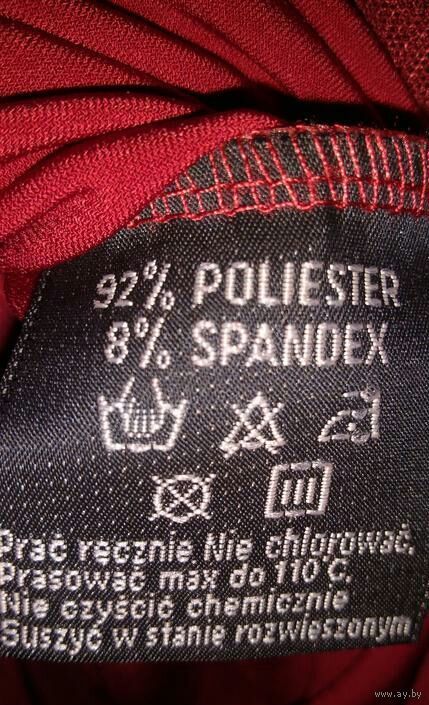 92% POLIESTER
8% SPANDEX
Prać ręcznie. Nie chlorować.
Prasować max do 110°C.
Nie czyścić chemicznie
Suszyć w stanie rozwieszonym
www.ay.by